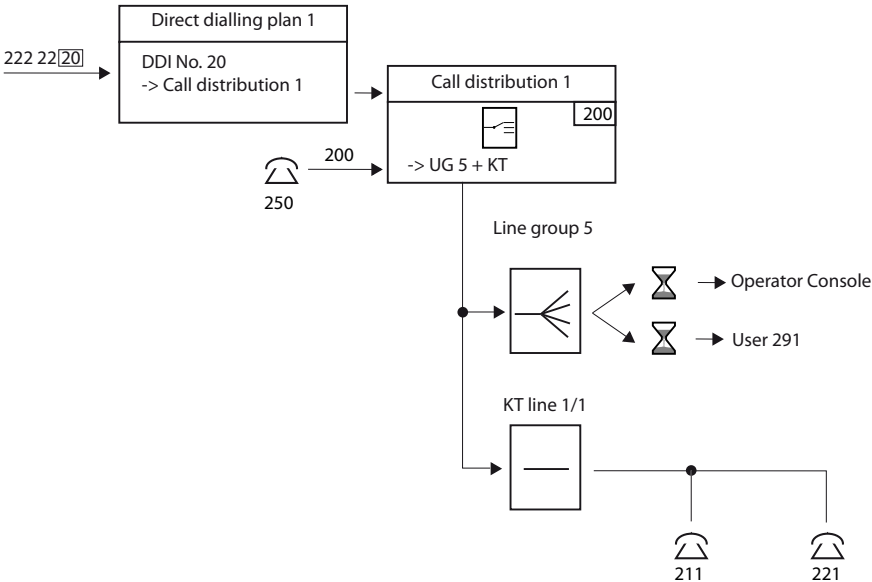 Direct dialling plan 1
222 22 20
DDI No. 20
-> Call distribution 1
Call distribution 1
200
-> UG 5 + KT
200
250
Line group 5
Operator Console
User 291
KT line 1/1
211
221